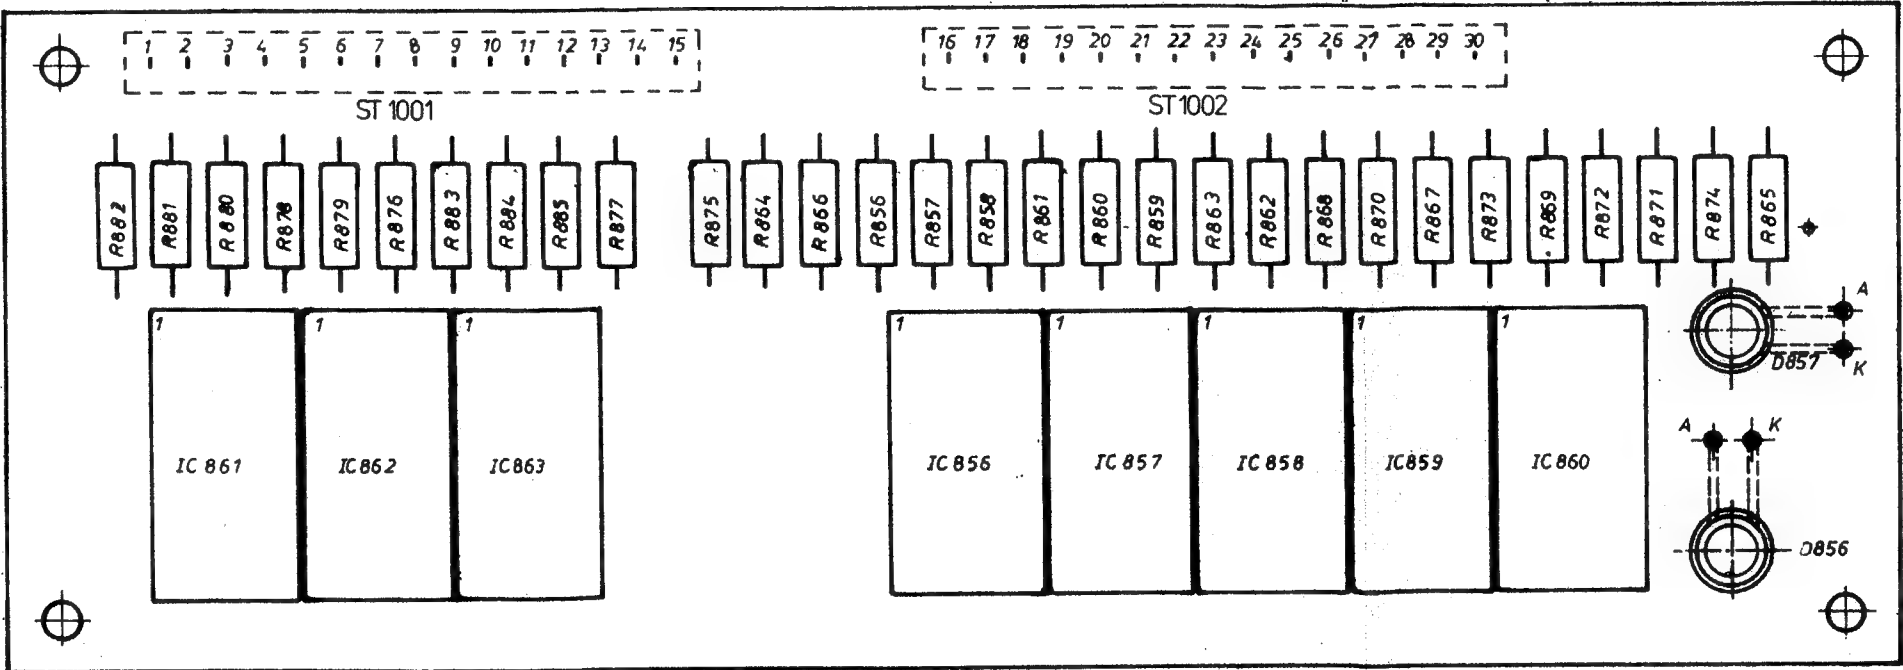 1 2 3 4 5 6 7 8 9 10 11 12 13 14 15
16 17 18 19 20 21 22 23 24 25 26 27 28 29 30
ST 1001
ST1002
R882 R881 R880 R878 R879 R876 R883 R884 R885 R877
R875 R864 R866 R856 R857 R858 R861 R860 R859 R863 R862 R868 R870 R867 R873 R869 R872 R871 R874 R865
1 1 1
1 1 1 1 1
A
D857
K
A K
IC 861 IC862 IC863
IC 856 IC 857 IC 858 IC859 IC 860
D856